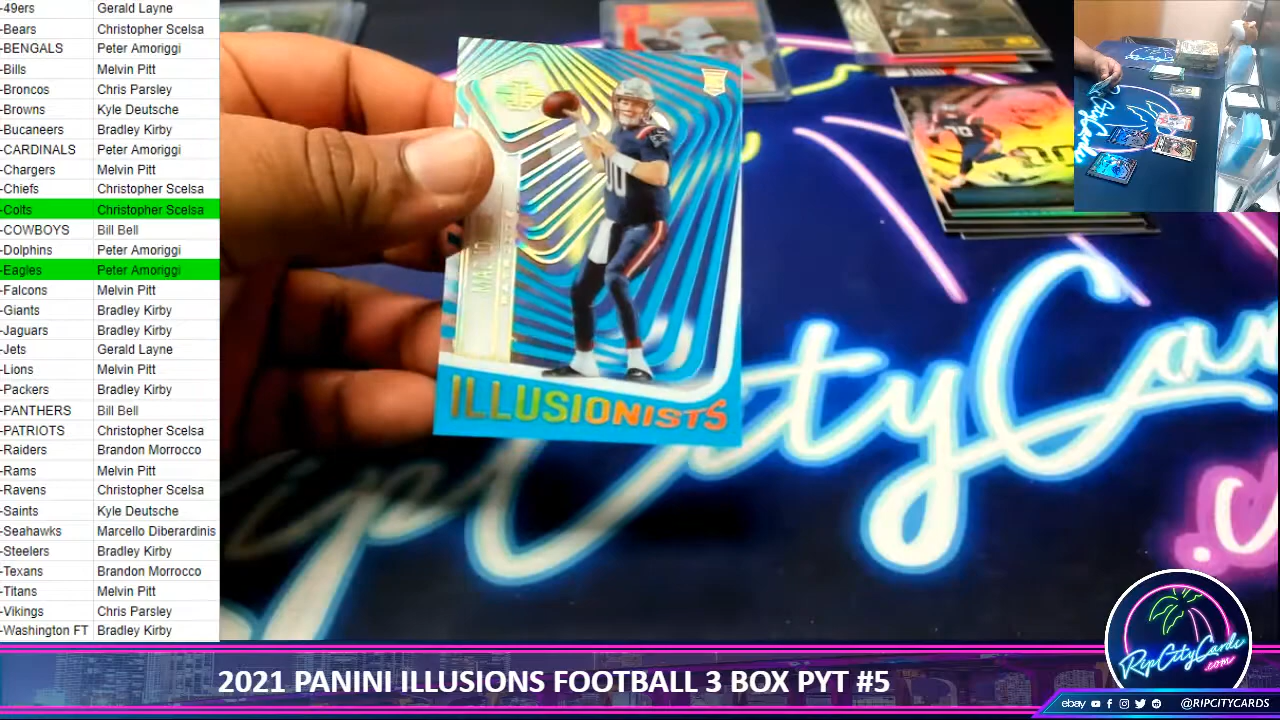 -49ers Gerald Layne
-Bears Christopher Scelsa
-BENGALS Peter Amoriggi
-Bills Melvin Pitt
-Broncos Chris Parsley
-Browns Kyle Deutsche
-Bucaneers Bradley Kirby
-CARDINALS Peter Amoriggi
-Chargers Melvin Pitt
-Chiefs Christopher Scelsa
-Colts Christopher Scelsa
-COWBOYS Bill Bell
-Dolphins Peter Amoriggi
-Eagles Peter Amoriggi
-Falcons Melvin Pitt
-Giants Bradley Kirby
-Jaguars Bradley Kirby
-Jets Gerald Layne
-Lions Melvin Pitt
-Packers Bradley Kirby
-PANTHERS Bill Bell
-PATRIOTS Christopher Scelsa
-Raiders Brandon Morrocco
-Rams Melvin Pitt
-Ravens Christopher Scelsa
-Saints Kyle Deutsche
-Seahawks Marcello Diberardinis
-Steelers Bradley Kirby
-Texans Brandon Morrocco
-Titans Melvin Pitt
-Vikings Chris Parsley
-Washington FT Bradley Kirby
ILLUSIONISTS
RipCityCar
.c
RipCityCards
.com
2021 PANINI ILLUSIONS FOOTBALL 3 BOX PYT #5
ebay @RIPCITYCARDS